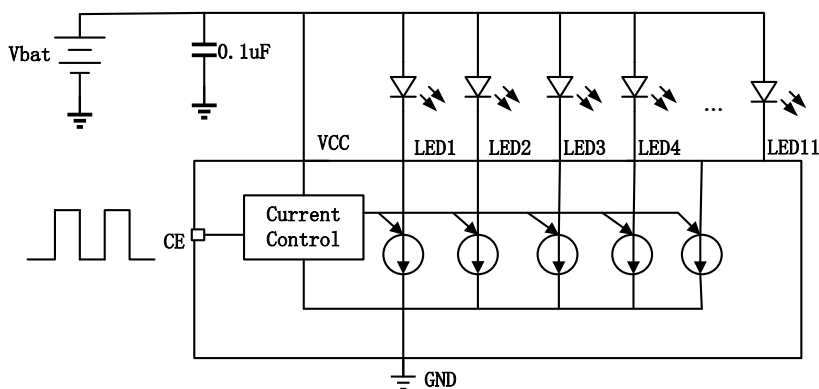 Vbat
0.1uF
...
VCC
LED1
LED2
LED3
LED4
LED11
Current
Control
CE
GND